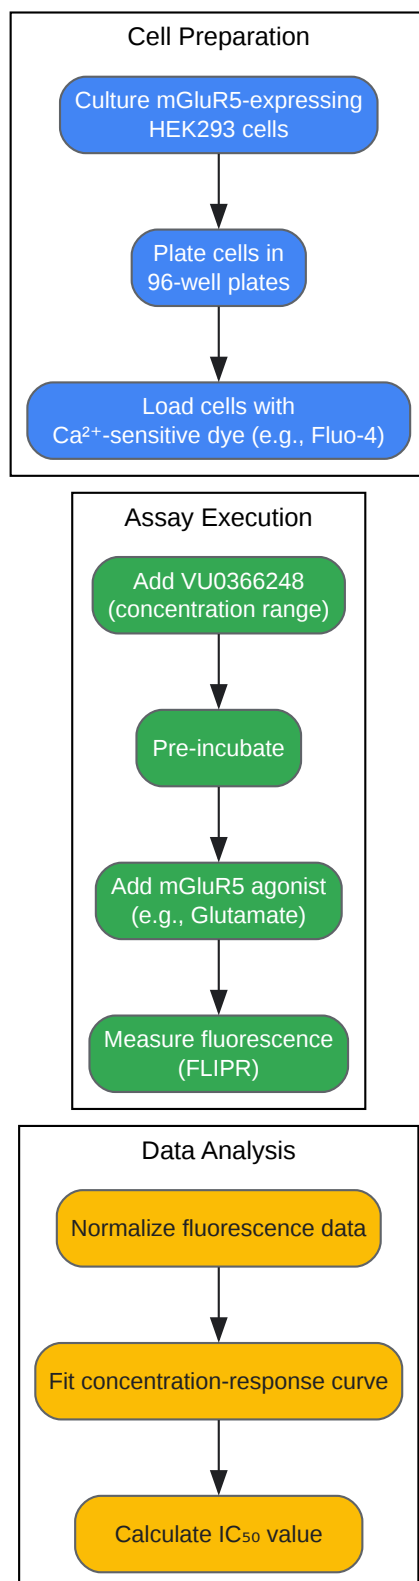 Cell Preparation
Culture mGluR5-expressing
HEK293 cells
Plate cells in
96-well plates
Load cells with
Ca²⁺-sensitive dye (e.g., Fluo-4)
Assay Execution
Add VU0366248
(concentration range)
Pre-incubate
Add mGluR5 agonist
(e.g., Glutamate)
Measure fluorescence
(FLIPR)
Data Analysis
Normalize fluorescence data
Fit concentration-response curve
Calculate IC₅₀ value